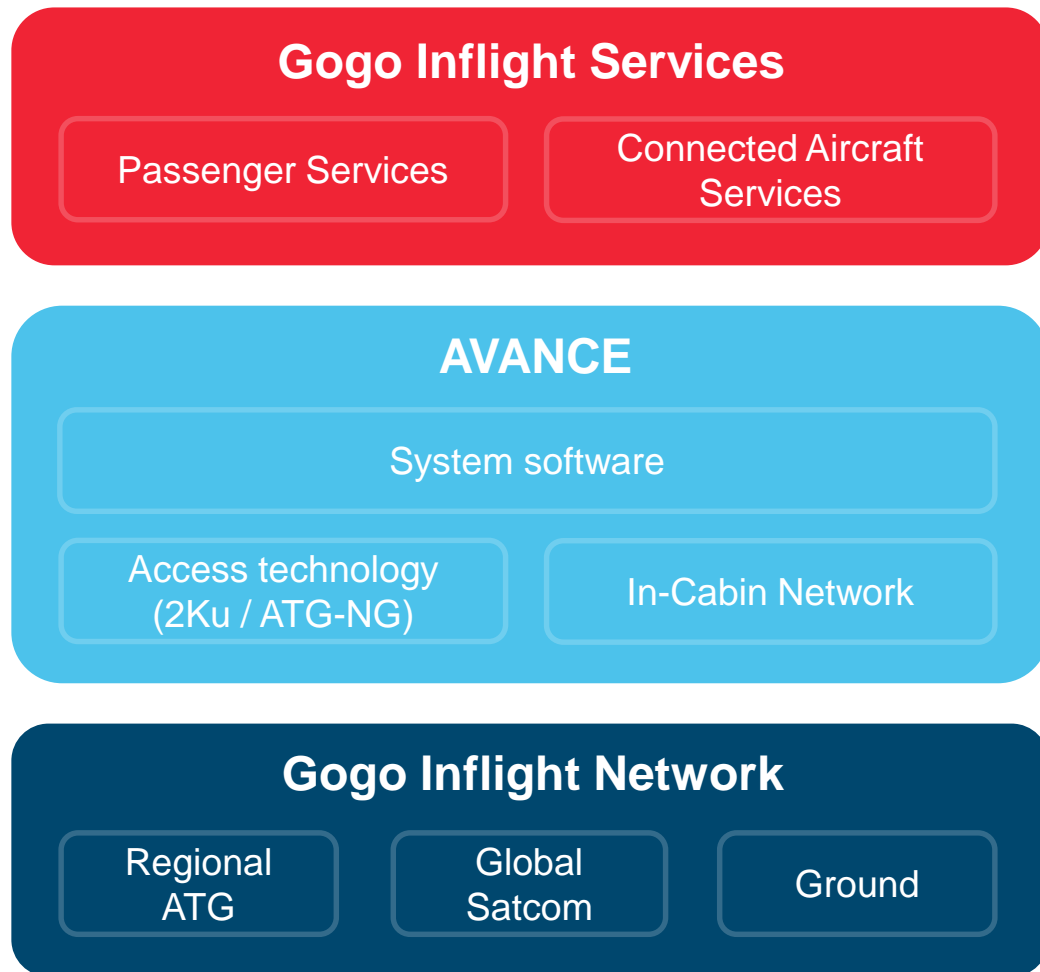 Gogo Inflight Services
Passenger Services
Connected Aircraft
Services
AVANCE
System software
Access technology
(2Ku / ATG-NG)
In-Cabin Network
Gogo Inflight Network
Regional
ATG
Global
Satcom
Ground